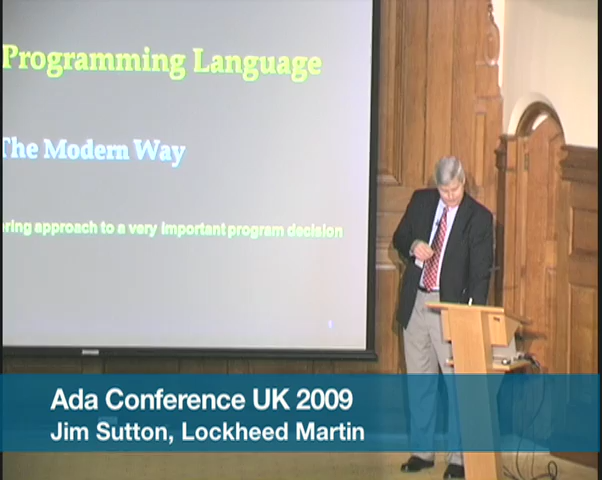 Programming Language
The Modern Way
ring approach to a very important program decision
Ada Conference UK 2009
Jim Sutton, Lockheed Martin